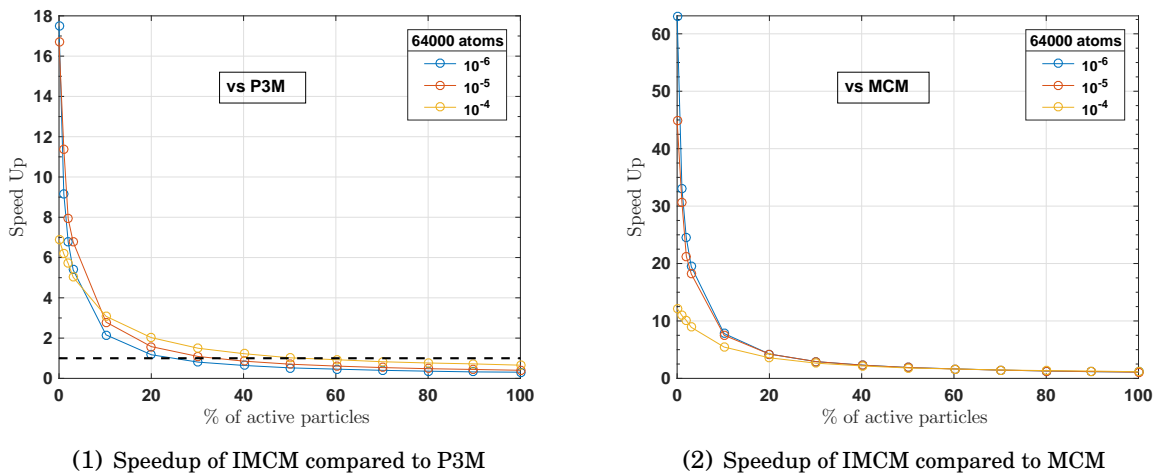 18
16
14
12
10
8
6
4
2
0
Speed Up
0 20 40 60 80 100
% of active particles
vs P3M
64000 atoms
10^-6
10^-5
10^-4
(1) Speedup of IMCM compared to P3M
60
50
40
30
20
10
0
Speed Up
0 20 40 60 80 100
% of active particles
vs MCM
64000 atoms
10^-6
10^-5
10^-4
(2) Speedup of IMCM compared to MCM